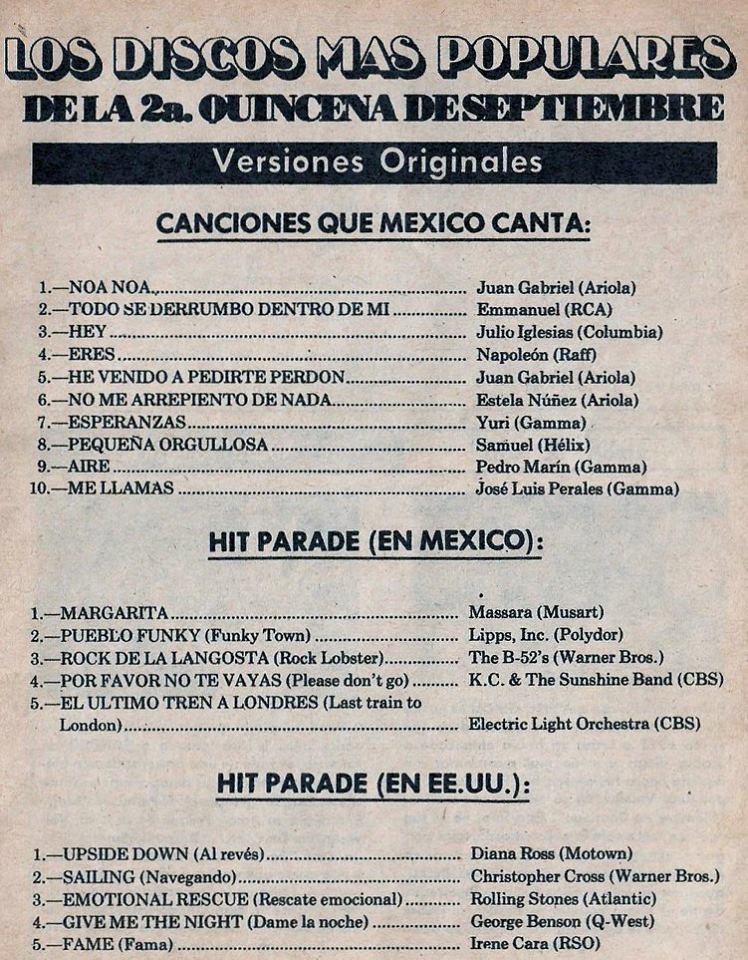 LOS DISCOS MAS POPULARES
DE LA 2a. QUINCENA DE SEPTIEMBRE
Versiones Originales
CANCIONES QUE MEXICO CANTA:
1.—NOA NOA.......... Juan Gabriel (Ariola)
2.—TODO SE DERRUMBO DENTRO DE MI .......... Emmanuel (RCA)
3.—HEY .......... Julio Iglesias (Columbia)
4.—ERES .......... Napoleón (Raff)
5.—HE VENIDO A PEDIRTE PERDON .......... Juan Gabriel (Ariola)
6.—NO ME ARREPIENTO DE NADA .......... Estela Núñez (Ariola)
7.—ESPERANZAS .......... Yuri (Gamma)
8.—PEQUEÑA ORGULLOSA .......... Samuel (Hélix)
9.—AIRE .......... Pedro Marín (Gamma)
10.—ME LLAMAS .......... José Luis Perales (Gamma)
HIT PARADE (EN MEXICO):
1.—MARGARITA .......... Massara (Musart)
2.—PUEBLO FUNKY (Funky Town) .......... Lipps, Inc. (Polydor)
3.—ROCK DE LA LANGOSTA (Rock Lobster) .......... The B-52's (Warner Bros.)
4.—POR FAVOR NO TE VAYAS (Please don't go) .......... K.C. & The Sunshine Band (CBS)
5.—EL ULTIMO TREN A LONDRES (Last train to
London) .......... Electric Light Orchestra (CBS)
HIT PARADE (EN EE.UU.):
1.—UPSIDE DOWN (Al revés) .......... Diana Ross (Motown)
2.—SAILING (Navegando) .......... Christopher Cross (Warner Bros.)
3.—EMOTIONAL RESCUE (Rescate emocional) .......... Rolling Stones (Atlantic)
4.—GIVE ME THE NIGHT (Dame la noche) .......... George Benson (Q-West)
5.—FAME (Fama) .......... Irene Cara (RSO)